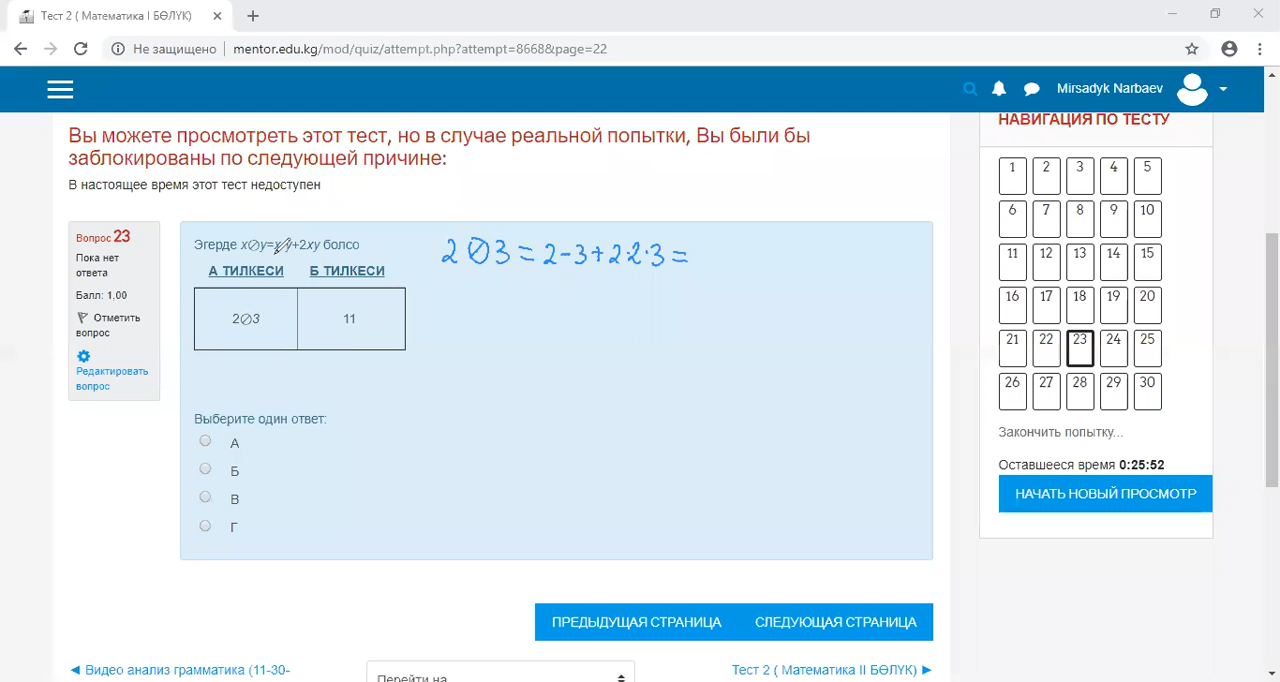 Тест 2 ( Математика I БӨЛҮК)
Не защищено
mentor.edu.kg/mod/quiz/attempt.php?attempt=8668&page=22
Mirsadyk Narbaev
Вы можете просмотреть этот тест, но в случае реальной попытки, Вы были бы
заблокированы по следующей причине:
В настоящее время этот тест недоступен
Вопрос 23
Пока нет
ответа
Балл: 1,00
Отметить
вопрос
Редактировать
вопрос
Эгерде x∅y=x-y+2xy болсо
А ТИЛКЕСИ Б ТИЛКЕСИ
2∅3 11
2∅3=2-3+2·2·3=
Выберите один ответ:
А
Б
В
Г
ПРЕДЫДУЩАЯ СТРАНИЦА СЛЕДУЮЩАЯ СТРАНИЦА
◄ Видео анализ грамматика (11-30-
Перейти на
Тест 2 ( Математика II БӨЛҮК) ►
НАВИГАЦИЯ ПО ТЕСТУ
1 2 3 4 5
6 7 8 9 10
11 12 13 14 15
16 17 18 19 20
21 22 23 24 25
26 27 28 29 30
Закончить попытку...
Оставшееся время 0:25:52
НАЧАТЬ НОВЫЙ ПРОСМОТР